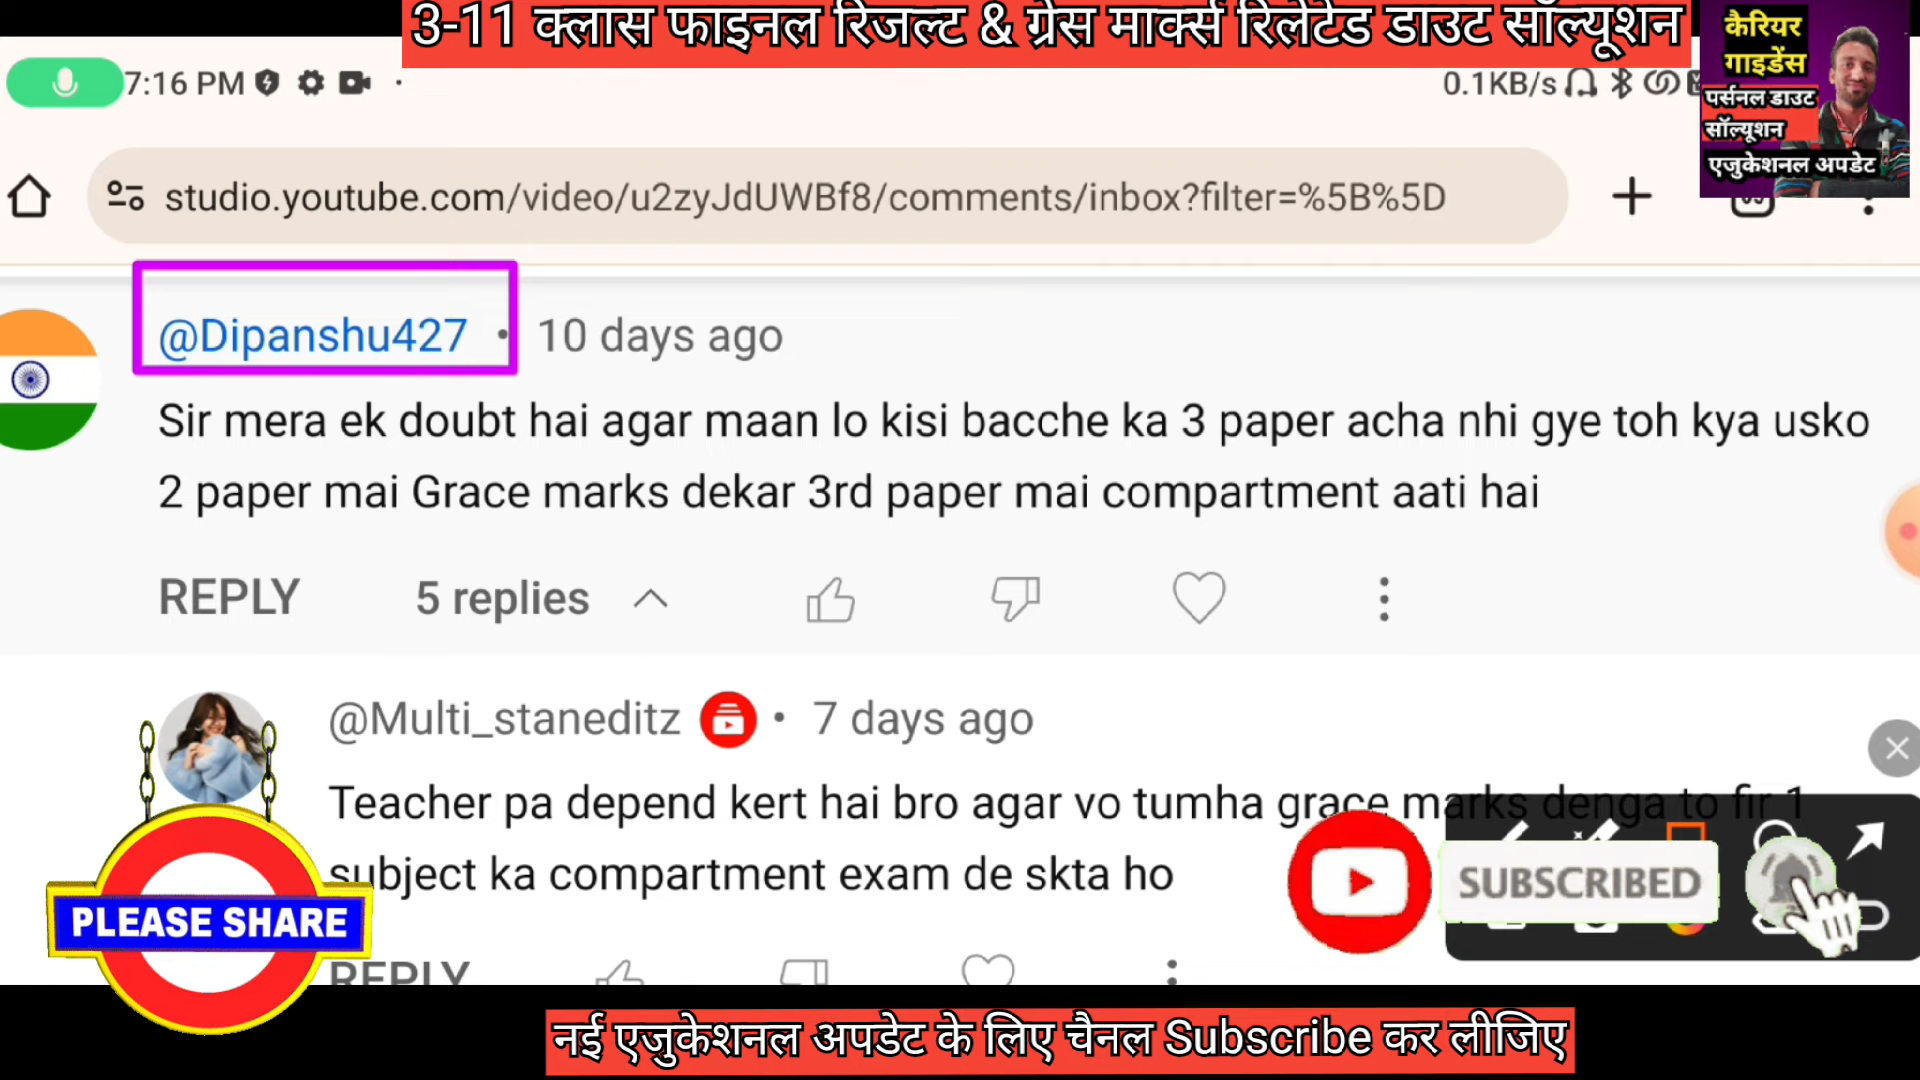 3-11 क्लास फाइनल रिजल्ट & ग्रेस मार्क्स रिलेटेड डाउट सॉल्यूशन
कैरियर
गाइडेंस
पर्सनल डाउट
सॉल्यूशन
एजुकेशनल अपडेट
7:16 PM
0.1KB/s
studio.youtube.com/video/u2zyJdUWBf8/comments/inbox?filter=%5B%5D
@Dipanshu427 • 10 days ago
Sir mera ek doubt hai agar maan lo kisi bacche ka 3 paper acha nhi gye toh kya usko
2 paper mai Grace marks dekar 3rd paper mai compartment aati hai
REPLY 5 replies
@Multi_staneditz • 7 days ago
Teacher pa depend kert hai bro agar vo tumha grace marks denga to fir 1
subject ka compartment exam de skta ho
SUBSCRIBED
PLEASE SHARE
REPLY
नई एजुकेशनल अपडेट के लिए चैनल Subscribe कर लीजिए